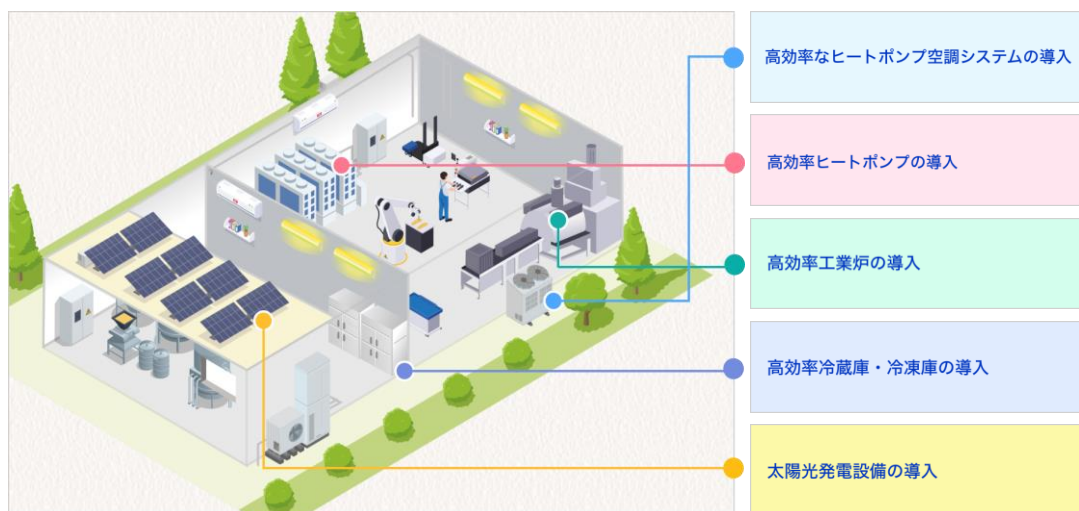 高効率なヒートポンプ空調システムの導入
高効率ヒートポンプの導入
高効率工業炉の導入
高効率冷蔵庫・冷凍庫の導入
太陽光発電設備の導入